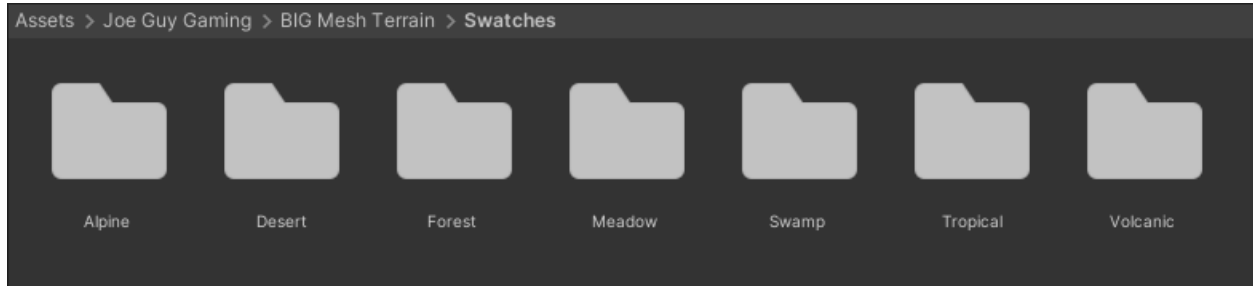 Assets > Joe Guy Gaming > BIG Mesh Terrain > Swatches
Alpine Desert Forest Meadow Swamp Tropical Volcanic